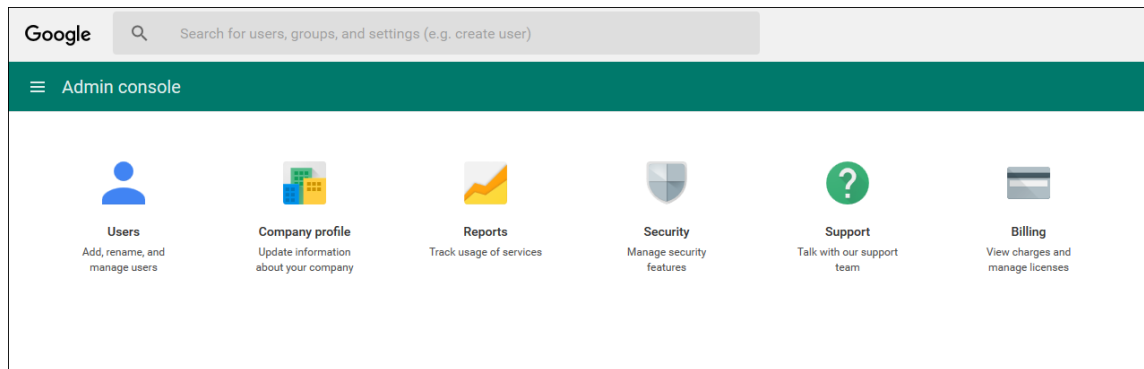 Google
Search for users, groups, and settings (e.g. create user)
Admin console
Users
Add, rename, and
manage users
Company profile
Update information
about your company
Reports
Track usage of services
Security
Manage security
features
Support
Talk with our support
team
Billing
View charges and
manage licenses